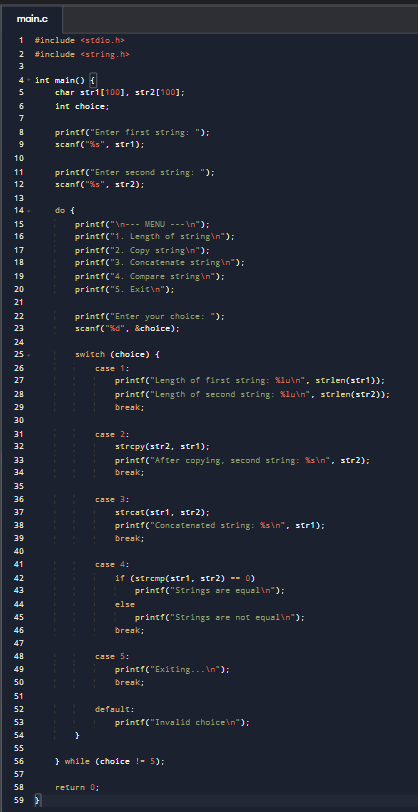 main.c
1 #include <stdio.h>
2 #include <string.h>
3
4 int main() {
5     char str1[100], str2[100];
6     int choice;
7
8     printf("Enter first string: ");
9     scanf("%s", str1);
10
11     printf("Enter second string: ");
12     scanf("%s", str2);
13
14     do {
15         printf("\n--- MENU ---\n");
16         printf("1. Length of string\n");
17         printf("2. Copy string\n");
18         printf("3. Concatenate string\n");
19         printf("4. Compare string\n");
20         printf("5. Exit\n");
21
22         printf("Enter your choice: ");
23         scanf("%d", &choice);
24
25         switch (choice) {
26             case 1:
27                 printf("Length of first string: %lu\n", strlen(str1));
28                 printf("Length of second string: %lu\n", strlen(str2));
29                 break;
30
31             case 2:
32                 strcpy(str2, str1);
33                 printf("After copying, second string: %s\n", str2);
34                 break;
35
36             case 3:
37                 strcat(str1, str2);
38                 printf("Concatenated string: %s\n", str1);
39                 break;
40
41             case 4:
42                 if (strcmp(str1, str2) == 0)
43                     printf("Strings are equal\n");
44                 else
45                     printf("Strings are not equal\n");
46                 break;
47
48             case 5:
49                 printf("Exiting...\n");
50                 break;
51
52             default:
53                 printf("Invalid choice\n");
54         }
55
56     } while (choice != 5);
57
58     return 0;
59 }